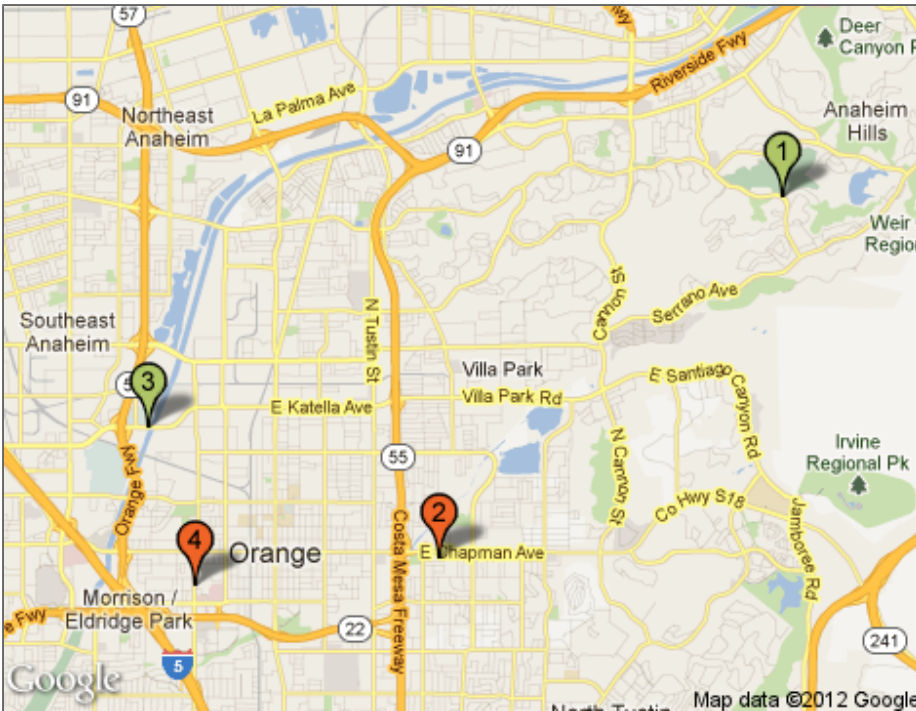 57
Deer
Canyon P
Riverside Fwy
91
La Palma Ave
Northeast
Anaheim
91
Anaheim
Hills
1
Weir
Regio
Cannon St
Serrano Ave
N Tustin St
Southeast
Anaheim
Villa Park
E Santiago Canyon Rd
3
5
E Katella Ave
Villa Park Rd
Irvine
Regional Pk
N Cannon St
55
Orange Fwy
Co Hwy S18
Jamboree Rd
2
4
Orange
E Chapman Ave
Costa Mesa Freeway
Morrison /
Eldridge Park
e Fwy
22
241
5
Google
North Tustin
Map data ©2012 Google